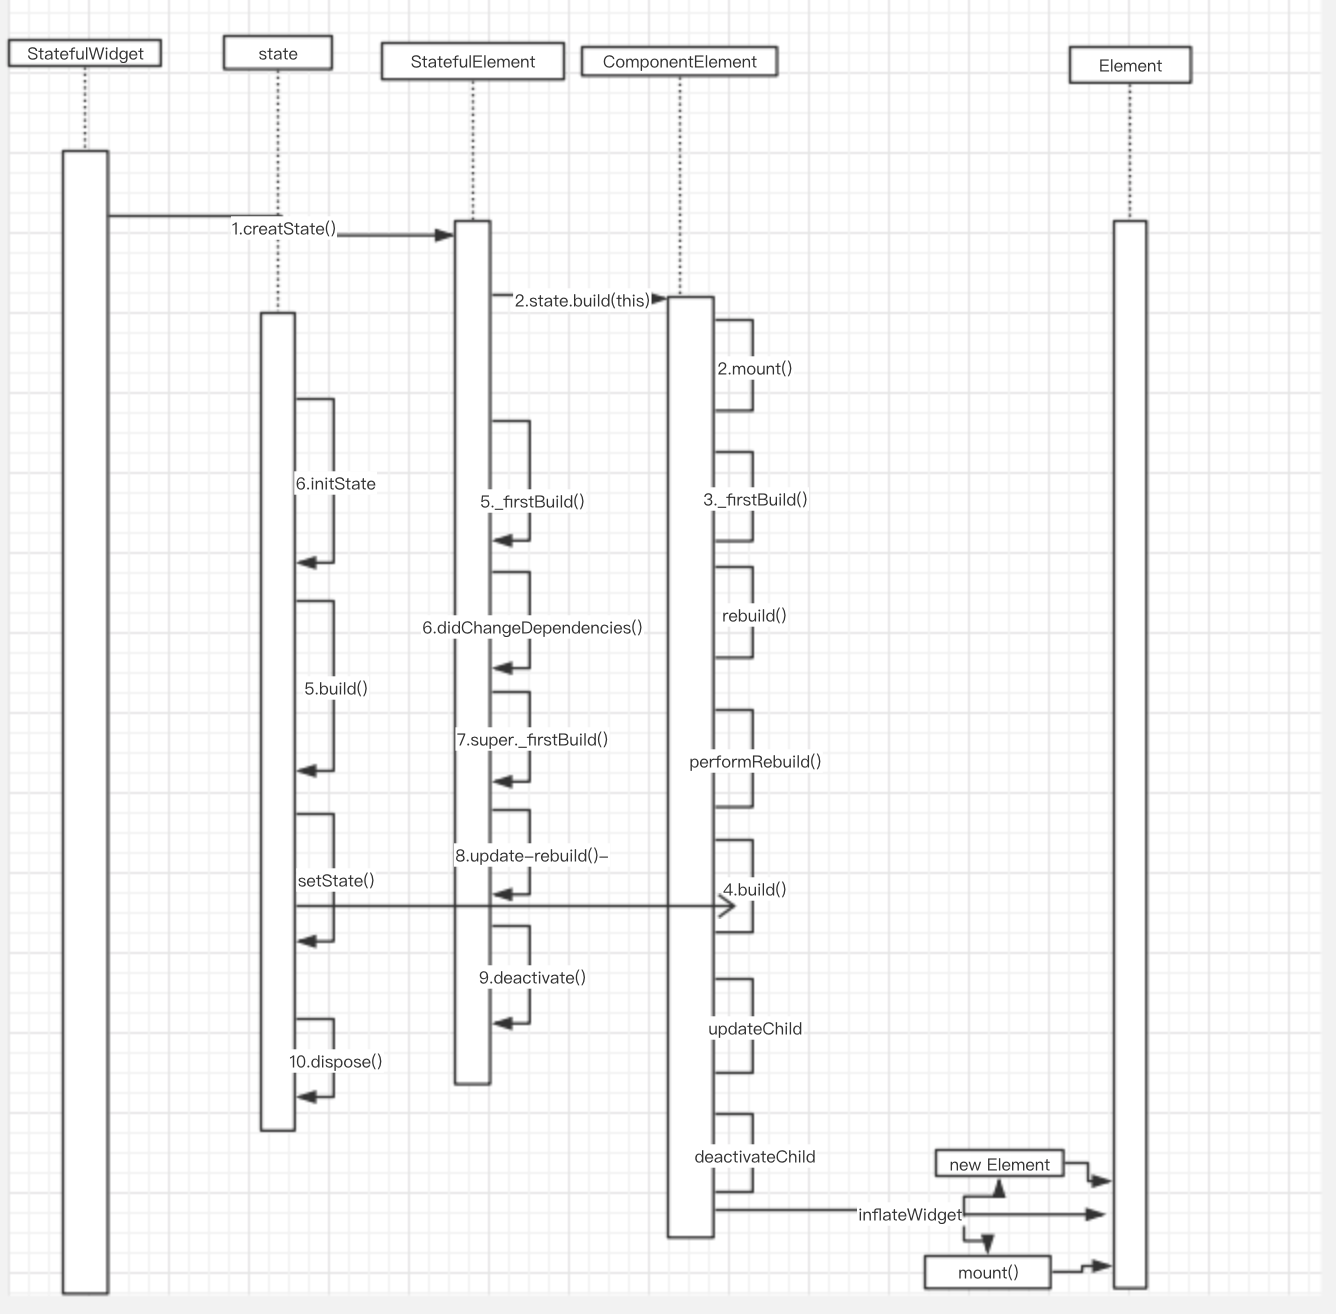 StatefulWidget
state
StatefulElement
ComponentElement
Element
1.creatState()
2.state.build(this)
2.mount()
6.initState
5._firstBuild()
3._firstBuild()
rebuild()
6.didChangeDependencies()
5.build()
7.super._firstBuild()
performRebuild()
8.update-rebuild()-
setState()
4.build()
9.deactivate()
updateChild
10.dispose()
deactivateChild
new Element
inflateWidget
mount()